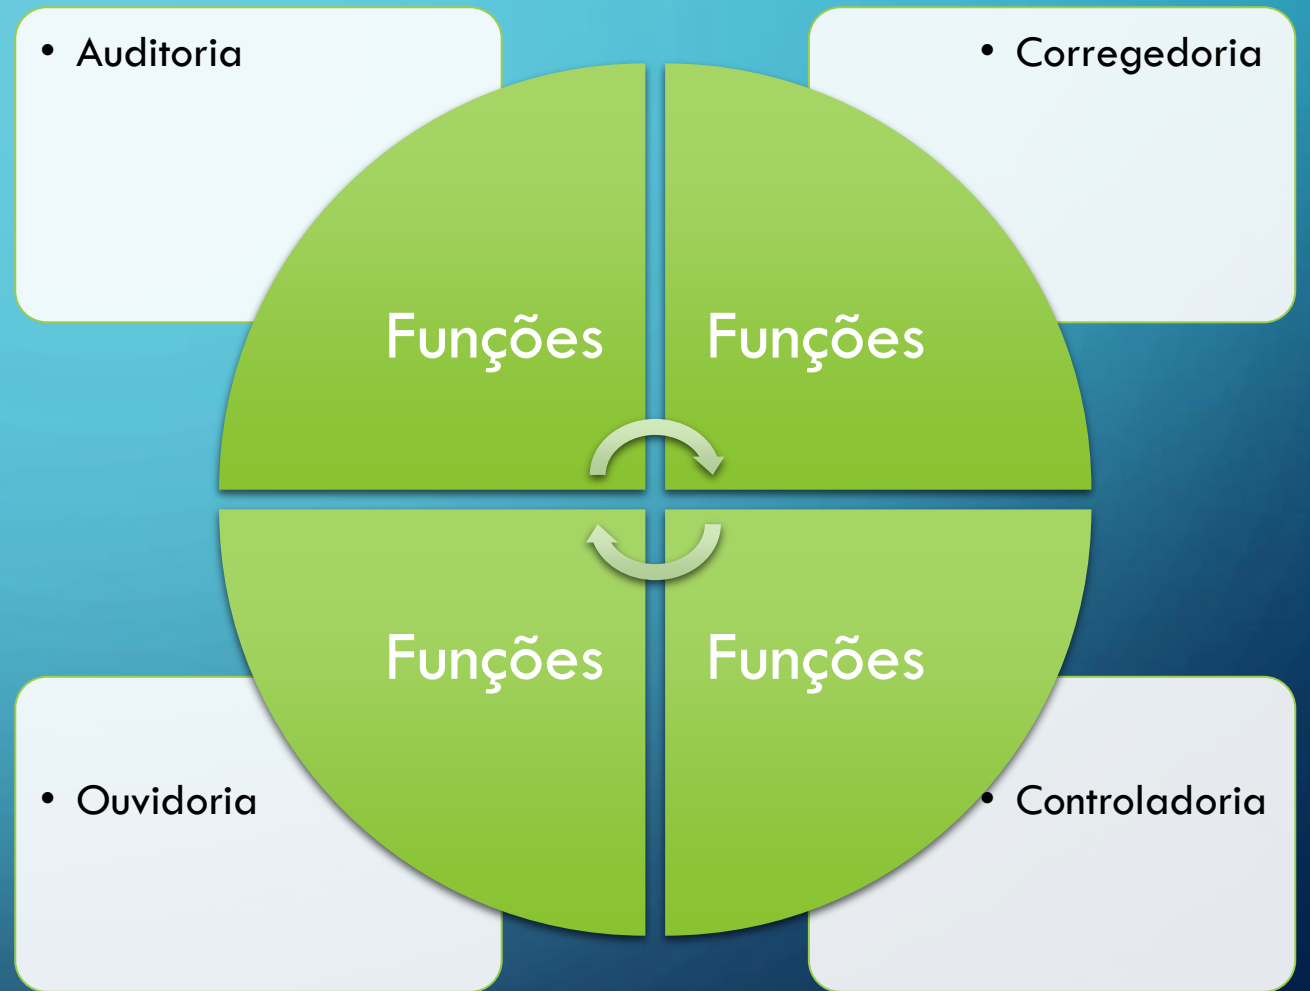 • Auditoria
• Corregedoria
Funções
Funções
Funções
Funções
• Ouvidoria
• Controladoria